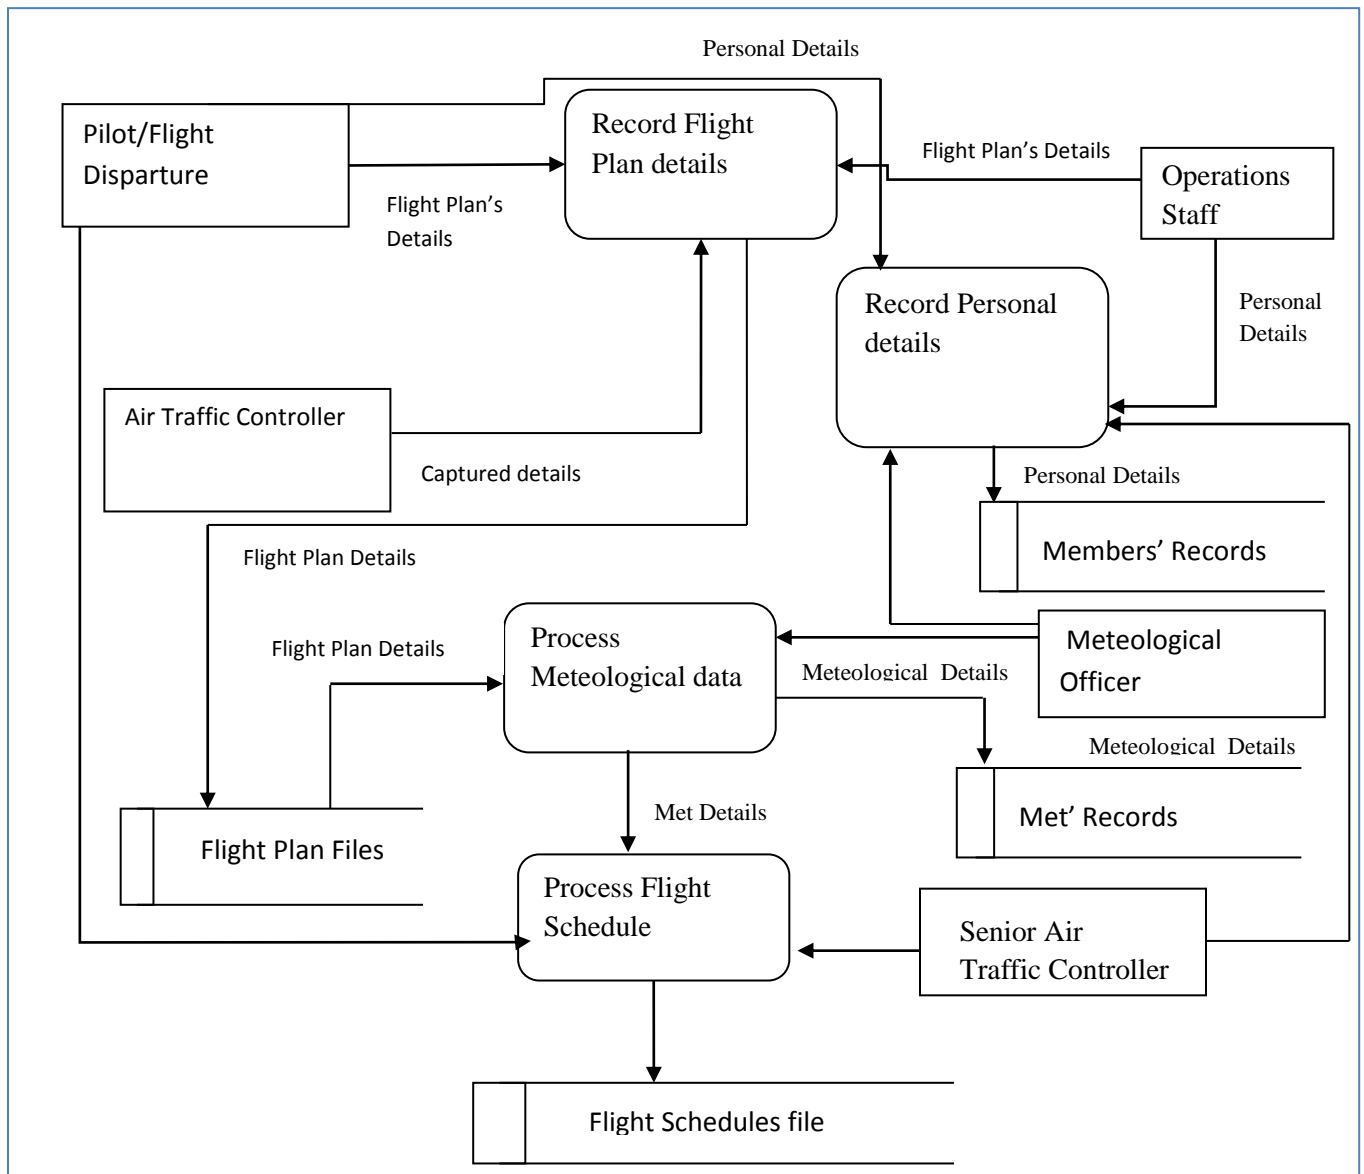 Personal Details
Pilot/Flight
Disparture
Record Flight
Plan details
Flight Plan's Details
Operations
Staff
Flight Plan's
Details
Record Personal
details
Personal
Details
Air Traffic Controller
Captured details
Personal Details
Members' Records
Flight Plan Details
Process
Meteological data
Flight Plan Details
Meteological Details
Meteological
Officer
Meteological Details
Met Details
Met' Records
Flight Plan Files
Process Flight
Schedule
Senior Air
Traffic Controller
Flight Schedules file